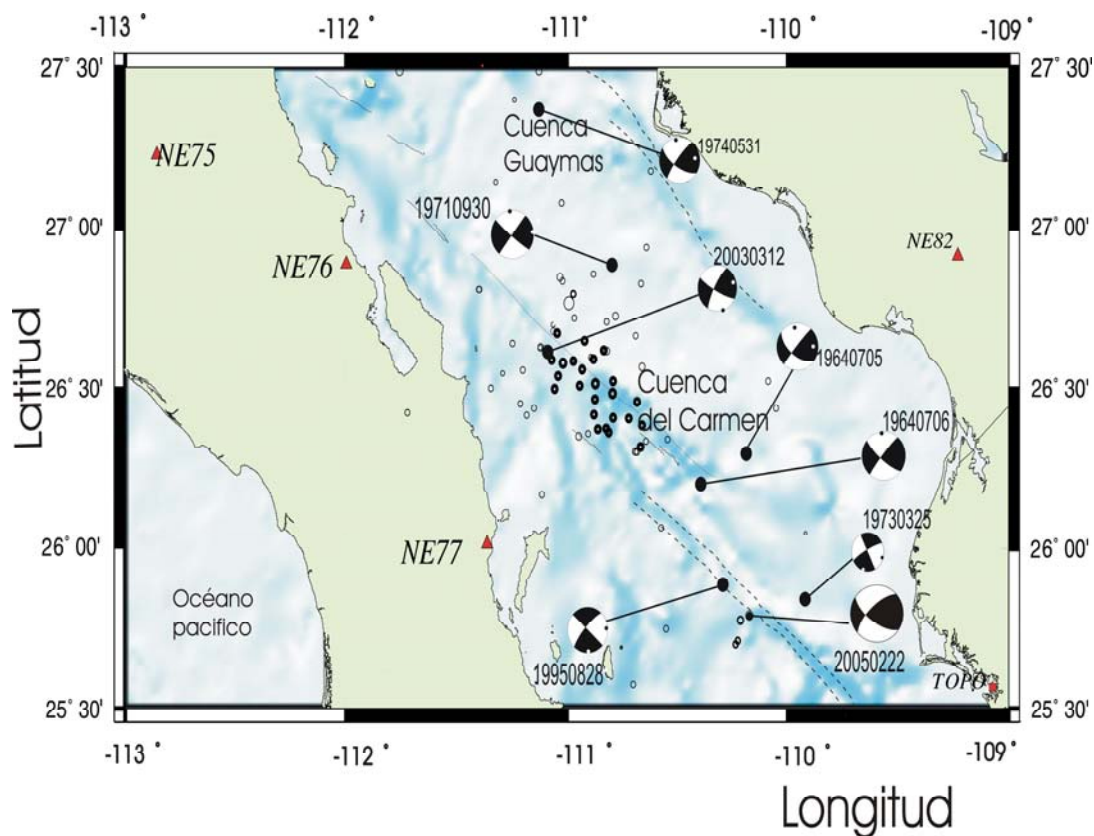 -113 °
-112 °
-111 °
-110 °
-109 °
27° 30'
27° 30'
Cuenca
Guaymas
19740531
NE75
19710930
27° 00'
27° 00'
NE82
NE76
20030312
19640705
Latitud
26° 30'
26° 30'
Cuenca
del Carmen
19640706
19730325
26° 00'
26° 00'
NE77
Océano
pacifico
19950828
20050222
TOPO
25° 30'
25° 30'
-113 °
-112 °
-111 °
-110 °
-109 °
Longitud